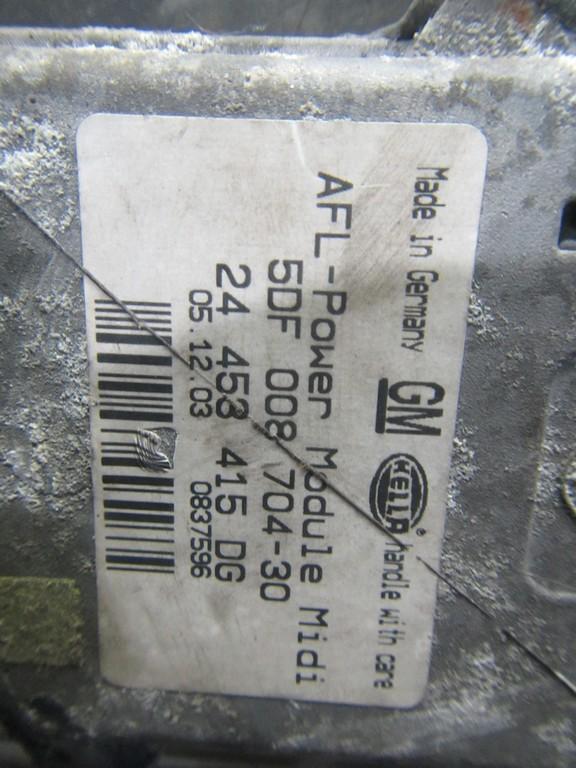 Made in Germany GM HELLA® handle with care
AFL-Power Module Midi
5DF 008 704-30
24 453 415 DG
05.12.03 0837596